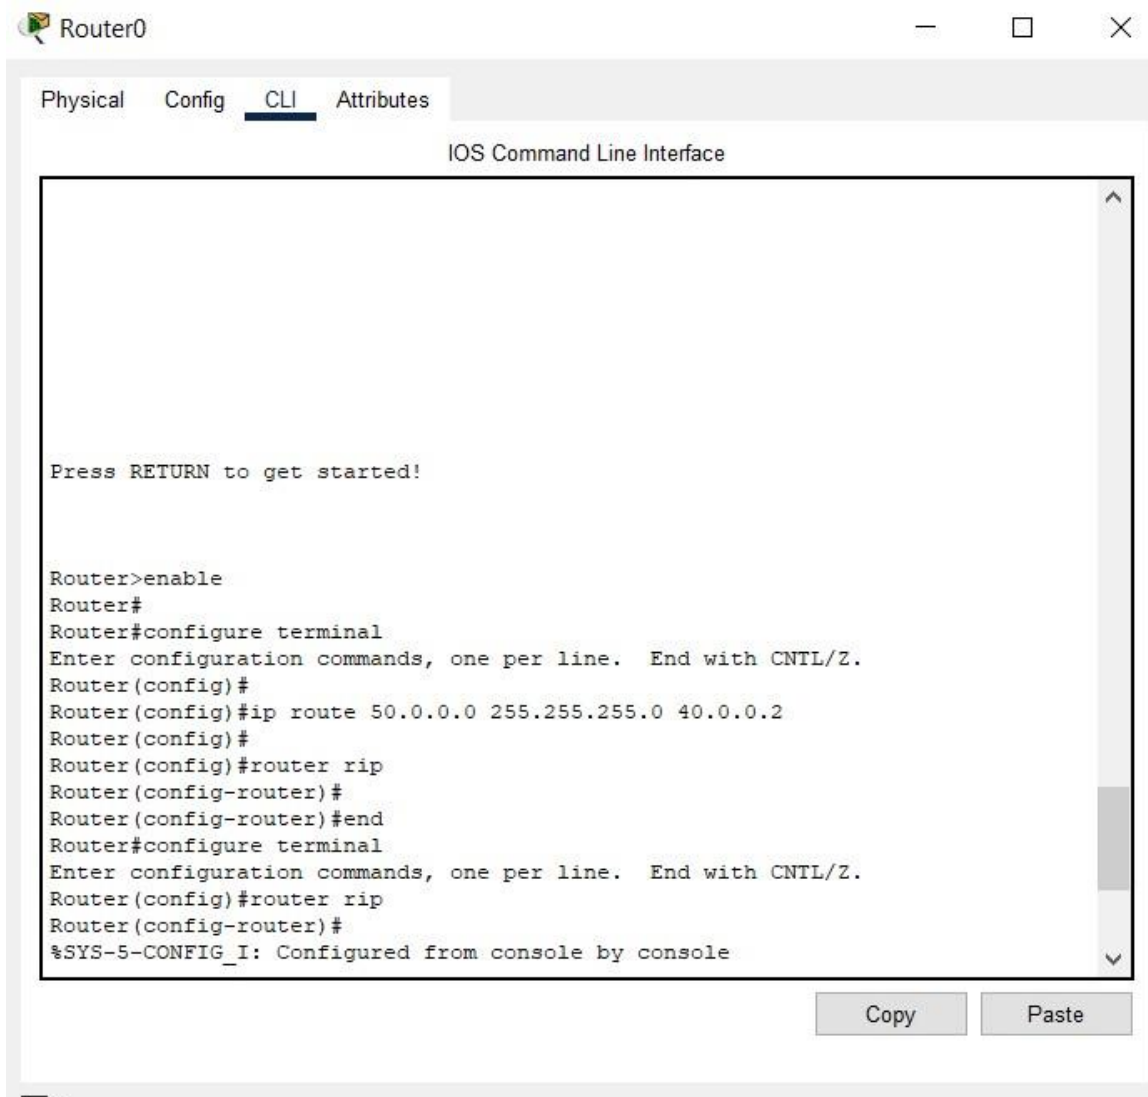 Router0
Physical Config CLI Attributes
IOS Command Line Interface
Press RETURN to get started!
Router>enable
Router#
Router#configure terminal
Enter configuration commands, one per line.  End with CNTL/Z.
Router(config)#
Router(config)#ip route 50.0.0.0 255.255.255.0 40.0.0.2
Router(config)#
Router(config)#router rip
Router(config-router)#
Router(config-router)#end
Router#configure terminal
Enter configuration commands, one per line.  End with CNTL/Z.
Router(config)#router rip
Router(config-router)#
%SYS-5-CONFIG_I: Configured from console by console
Copy Paste